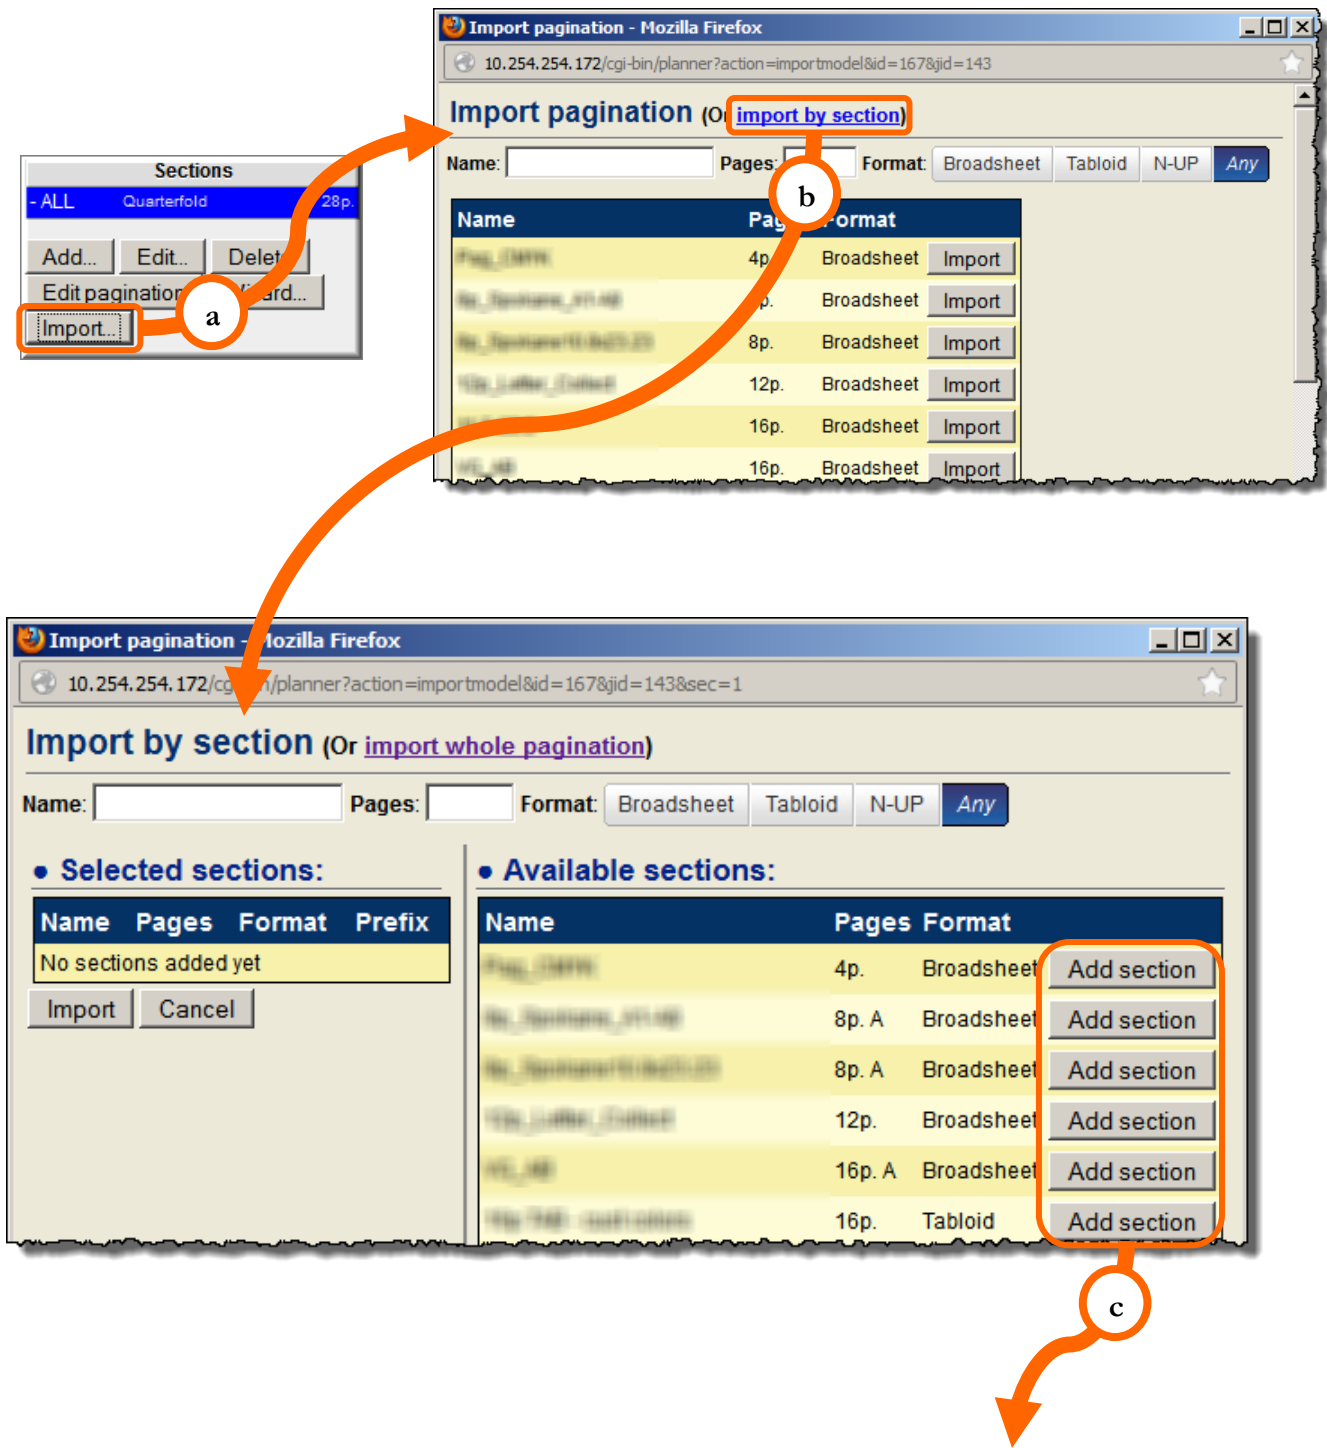 Import pagination - Mozilla Firefox
10.254.254.172/cgi-bin/planner?action=importmodel&id=167&jid=143
Import pagination (Or import by section)
Name: Pages: Format: Broadsheet Tabloid N-UP Any
b
Name Format
4p. Broadsheet Import
Broadsheet Import
8p. Broadsheet Import
12p. Broadsheet Import
16p. Broadsheet Import
16p. Broadsheet Import
Sections
- ALL Quarterfold 28p.
Add... Edit... Delete
Edit pagination
Import...
a
Import pagination - Mozilla Firefox
10.254.254.172/cgi-bin/planner?action=importmodel&id=167&jid=143&sec=1
Import by section (Or import whole pagination)
Name: Pages: Format: Broadsheet Tabloid N-UP Any
• Selected sections:
Name Pages Format Prefix
No sections added yet
Import Cancel
• Available sections:
Name Pages Format
4p. Broadsheet Add section
8p. A Broadsheet Add section
8p. A Broadsheet Add section
12p. Broadsheet Add section
16p. A Broadsheet Add section
16p. Tabloid Add section
c